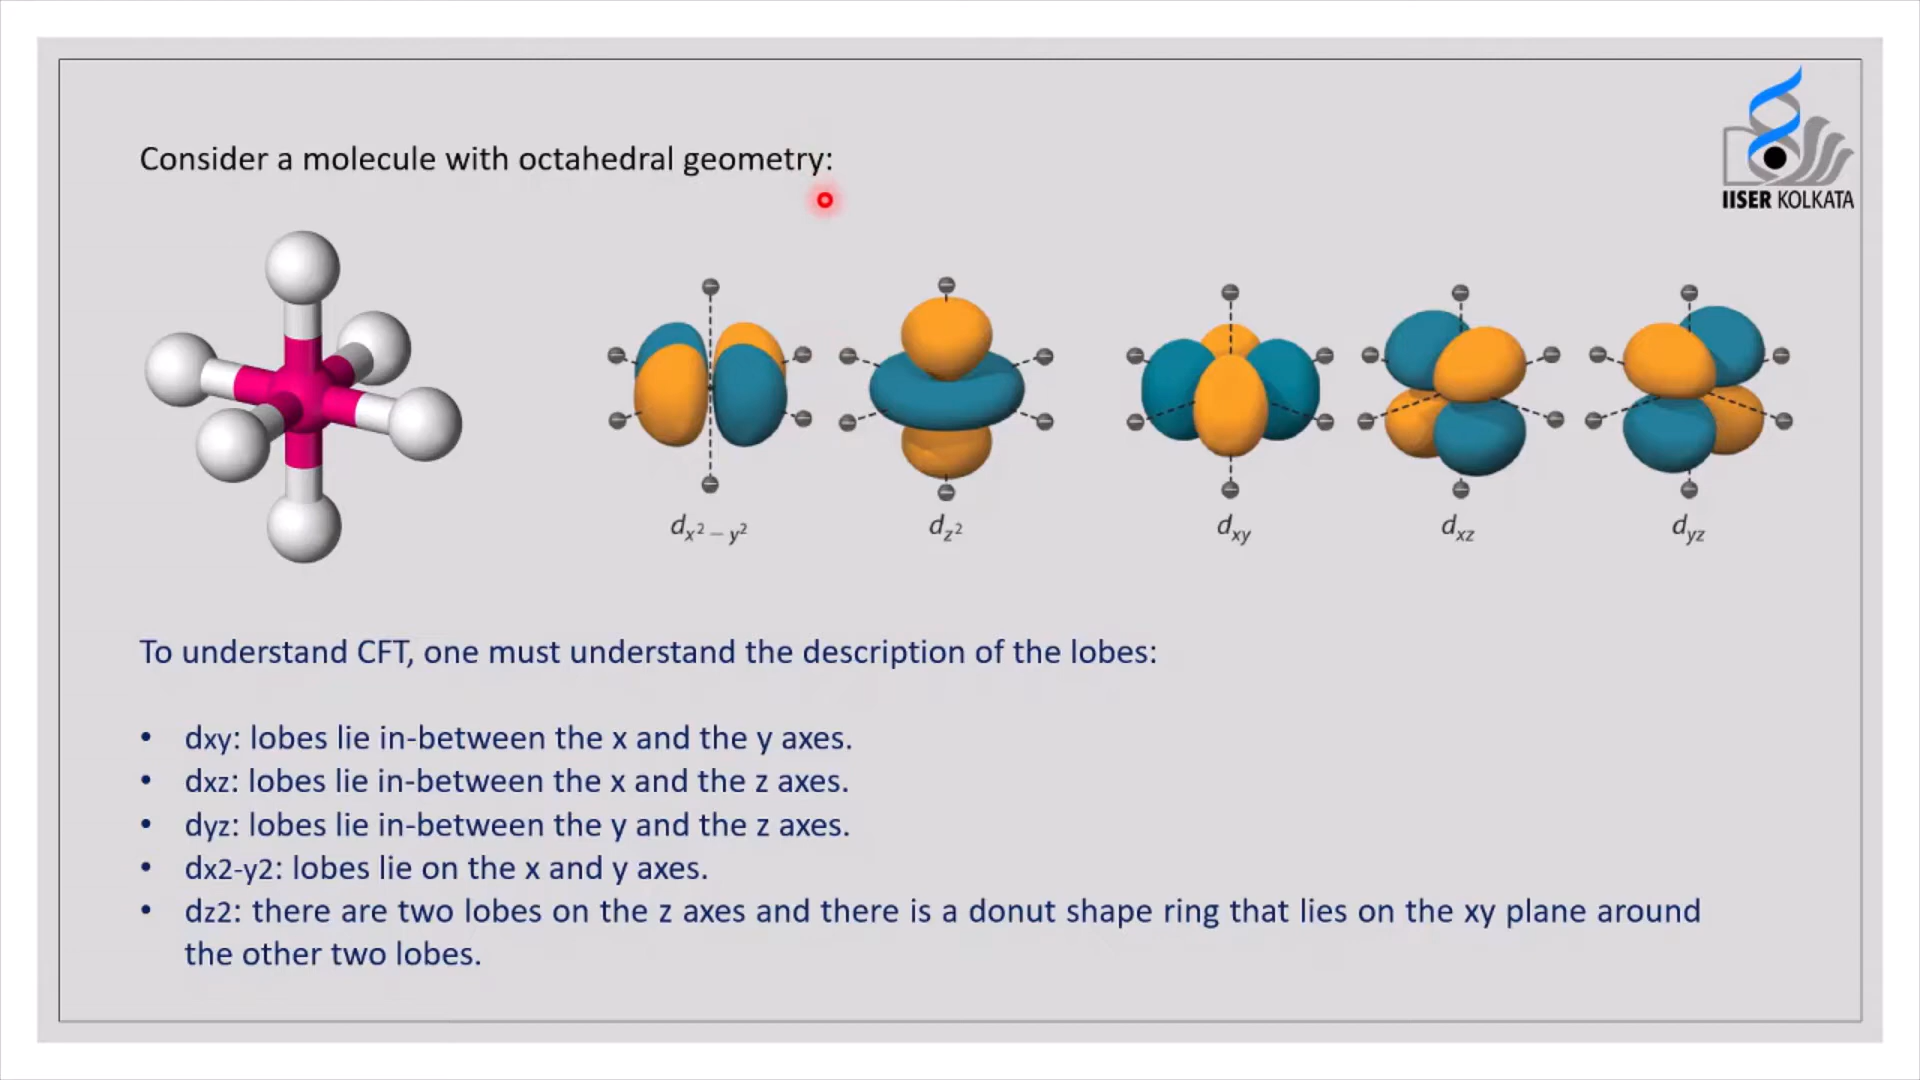 Consider a molecule with octahedral geometry:
IISER KOLKATA
dx² − y²
dz²
dxy
dxz
dyz
To understand CFT, one must understand the description of the lobes:
• dxy: lobes lie in-between the x and the y axes.
• dxz: lobes lie in-between the x and the z axes.
• dyz: lobes lie in-between the y and the z axes.
• dx2-y2: lobes lie on the x and y axes.
• dz2: there are two lobes on the z axes and there is a donut shape ring that lies on the xy plane around
the other two lobes.